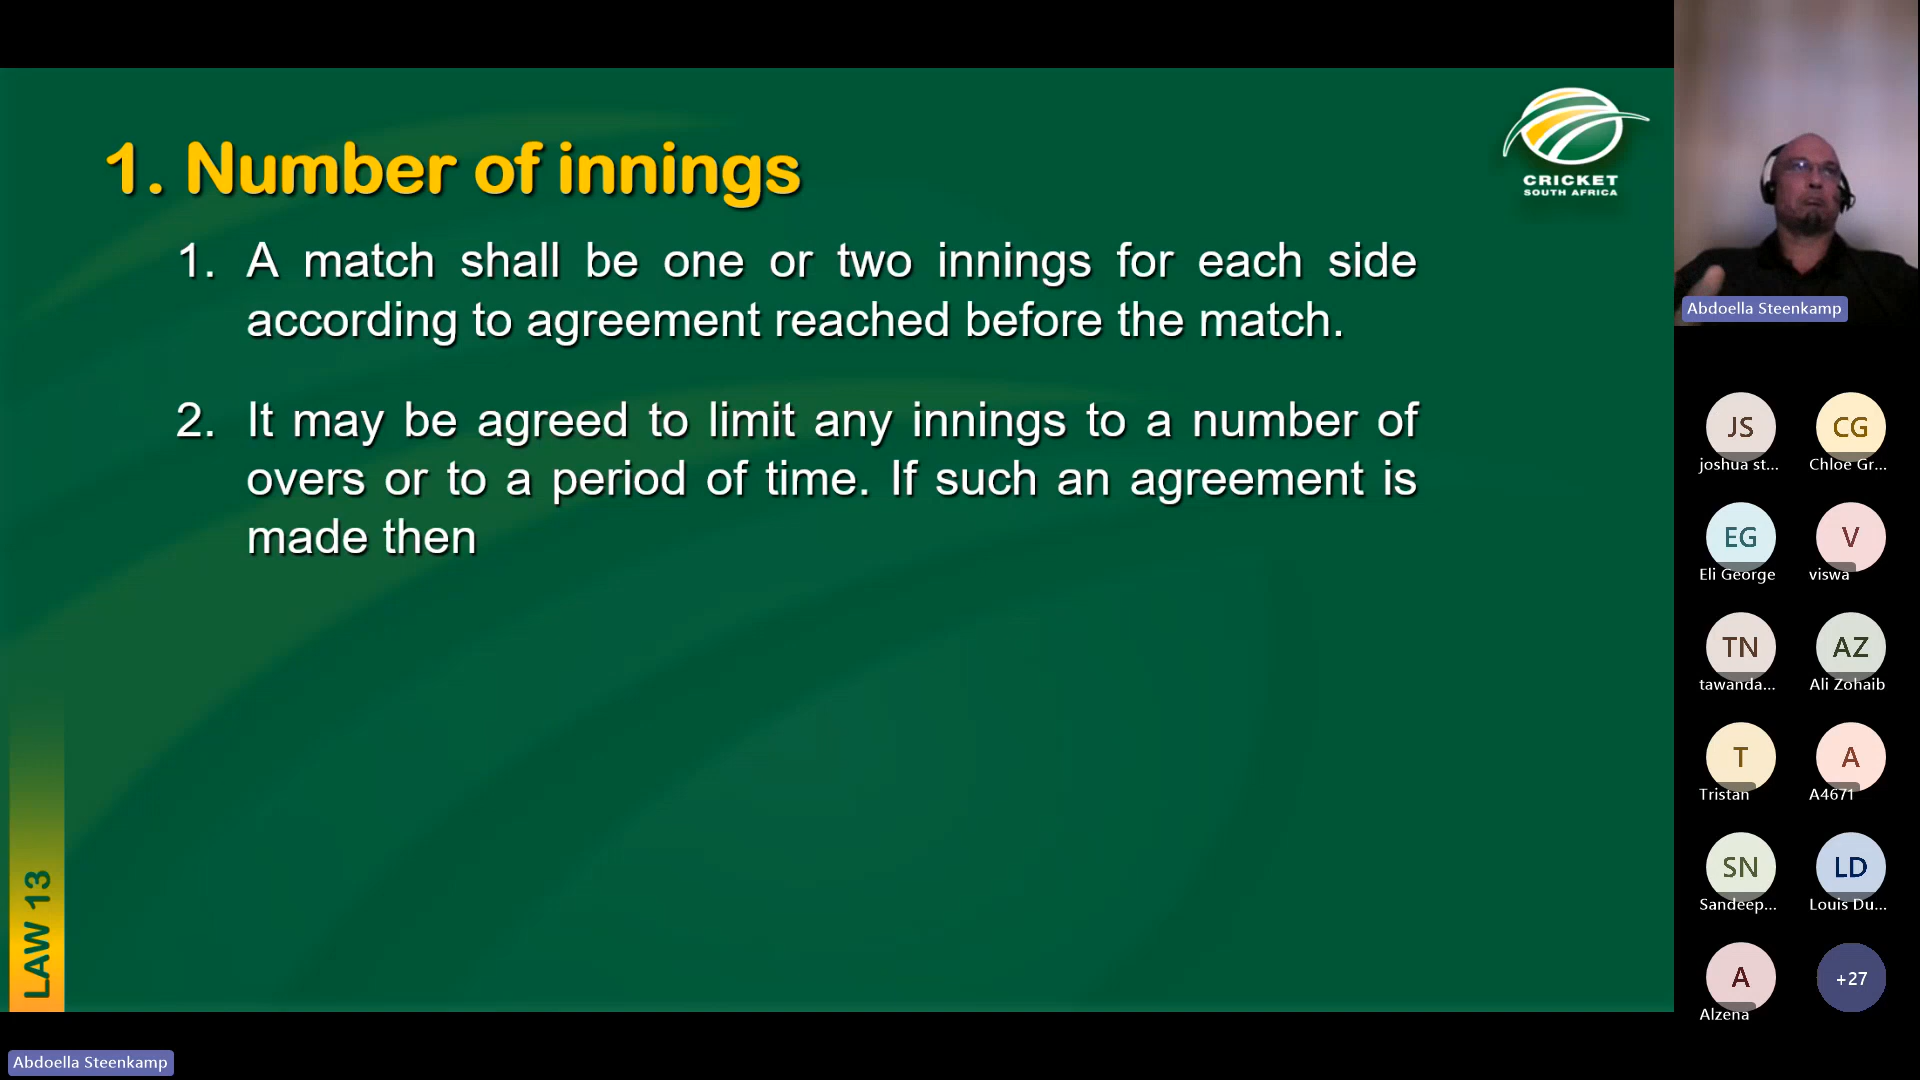 1. Number of innings
CRICKET
SOUTH AFRICA
1. A match shall be one or two innings for each side
according to agreement reached before the match.
2. It may be agreed to limit any innings to a number of
overs or to a period of time. If such an agreement is
made then
LAW 13
Abdoella Steenkamp
JS
joshua st...
CG
Chloe Gr...
EG
Eli George
V
viswa
TN
tawanda...
AZ
Ali Zohaib
T
Tristan
A
A4671
SN
Sandeep...
LD
Louis Du...
A
Alzena
+27
Abdoella Steenkamp